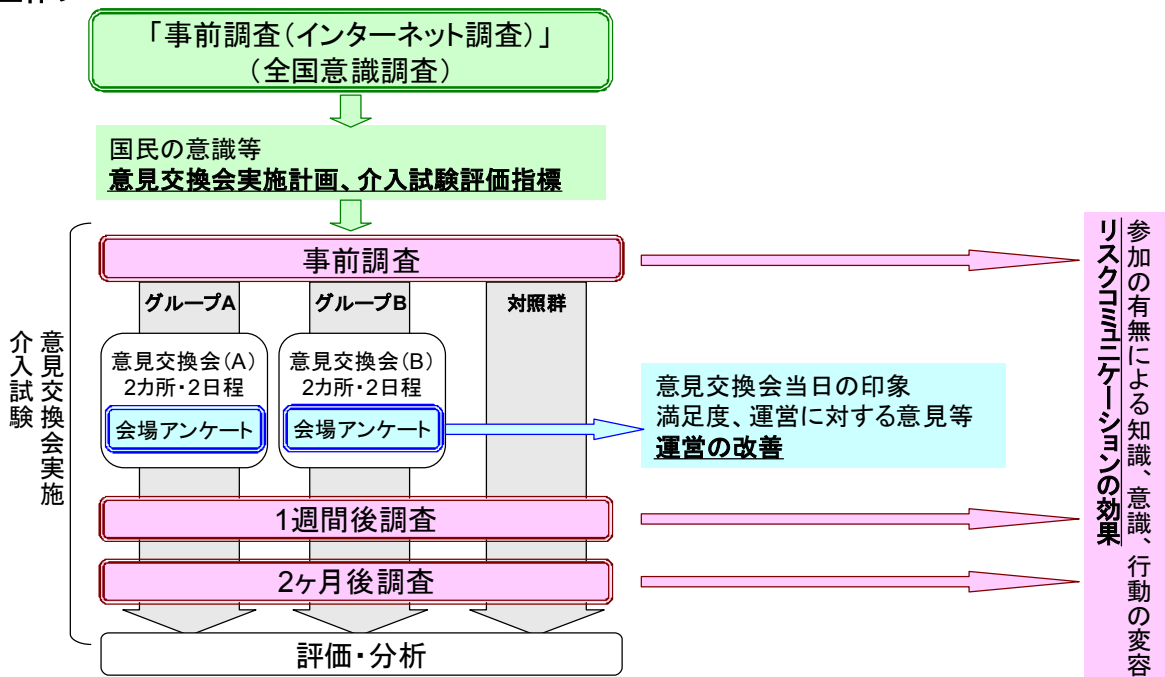 「事前調査(インターネット調査)」
(全国意識調査)
国民の意識等
意見交換会実施計画、介入試験評価指標
意見交換会実施
介入試験
事前調査
グループA
グループB
対照群
意見交換会(A)
2カ所・2日程
会場アンケート
意見交換会(B)
2カ所・2日程
会場アンケート
意見交換会当日の印象
満足度、運営に対する意見等
運営の改善
1週間後調査
2ヶ月後調査
評価・分析
参加の有無による知識、意識、行動の変容
リスクコミュニケーションの効果